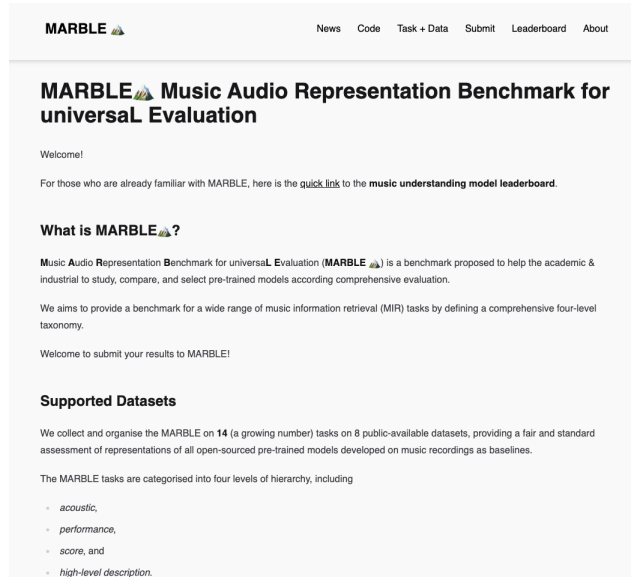 MARBLE
News Code Task + Data Submit Leaderboard About
MARBLE Music Audio Representation Benchmark for
universaL Evaluation
Welcome!
For those who are already familiar with MARBLE, here is the quick link to the music understanding model leaderboard.
What is MARBLE?
Music Audio Representation Benchmark for universaL Evaluation (MARBLE) is a benchmark proposed to help the academic &
industrial to study, compare, and select pre-trained models according comprehensive evaluation.
We aims to provide a benchmark for a wide range of music information retrieval (MIR) tasks by defining a comprehensive four-level
taxonomy.
Welcome to submit your results to MARBLE!
Supported Datasets
We collect and organise the MARBLE on 14 (a growing number) tasks on 8 public-available datasets, providing a fair and standard
assessment of representations of all open-sourced pre-trained models developed on music recordings as baselines.
The MARBLE tasks are categorised into four levels of hierarchy, including
acoustic,
performance,
score, and
high-level description.